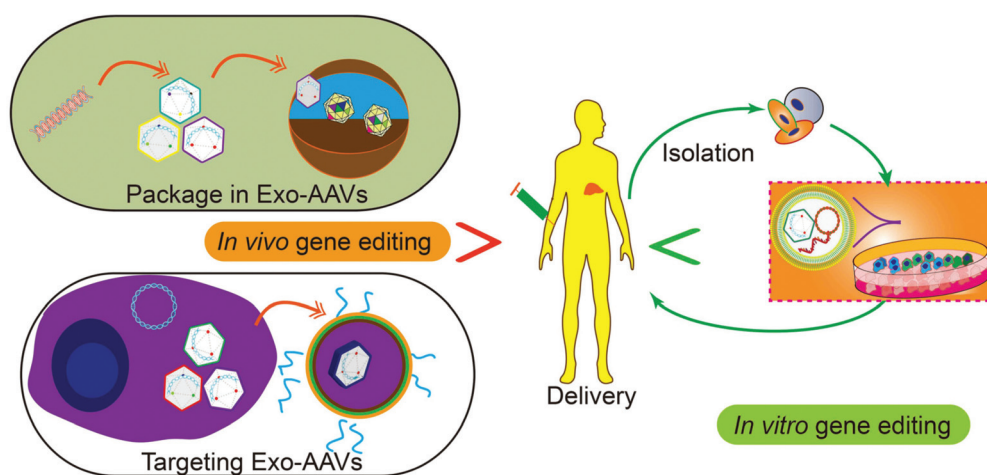 Package in Exo-AAVs
In vivo gene editing
Targeting Exo-AAVs
Isolation
Delivery
In vitro gene editing